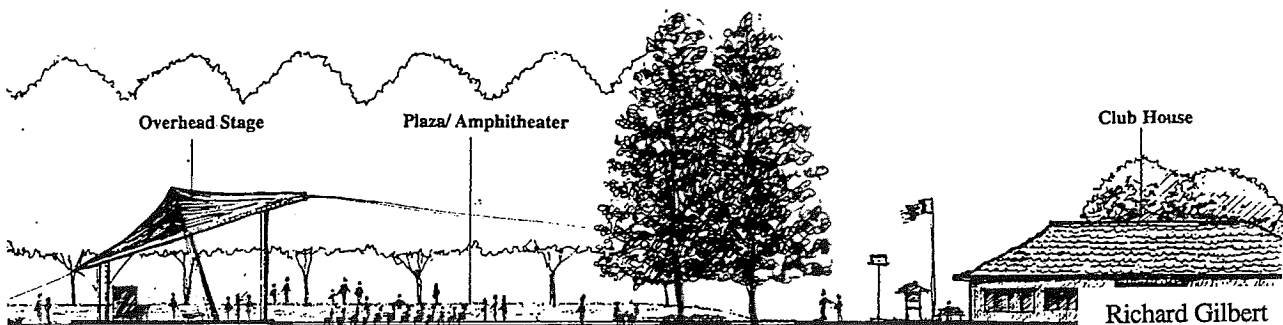 Overhead Stage
Plaza/ Amphitheater
Club House
Richard Gilbert